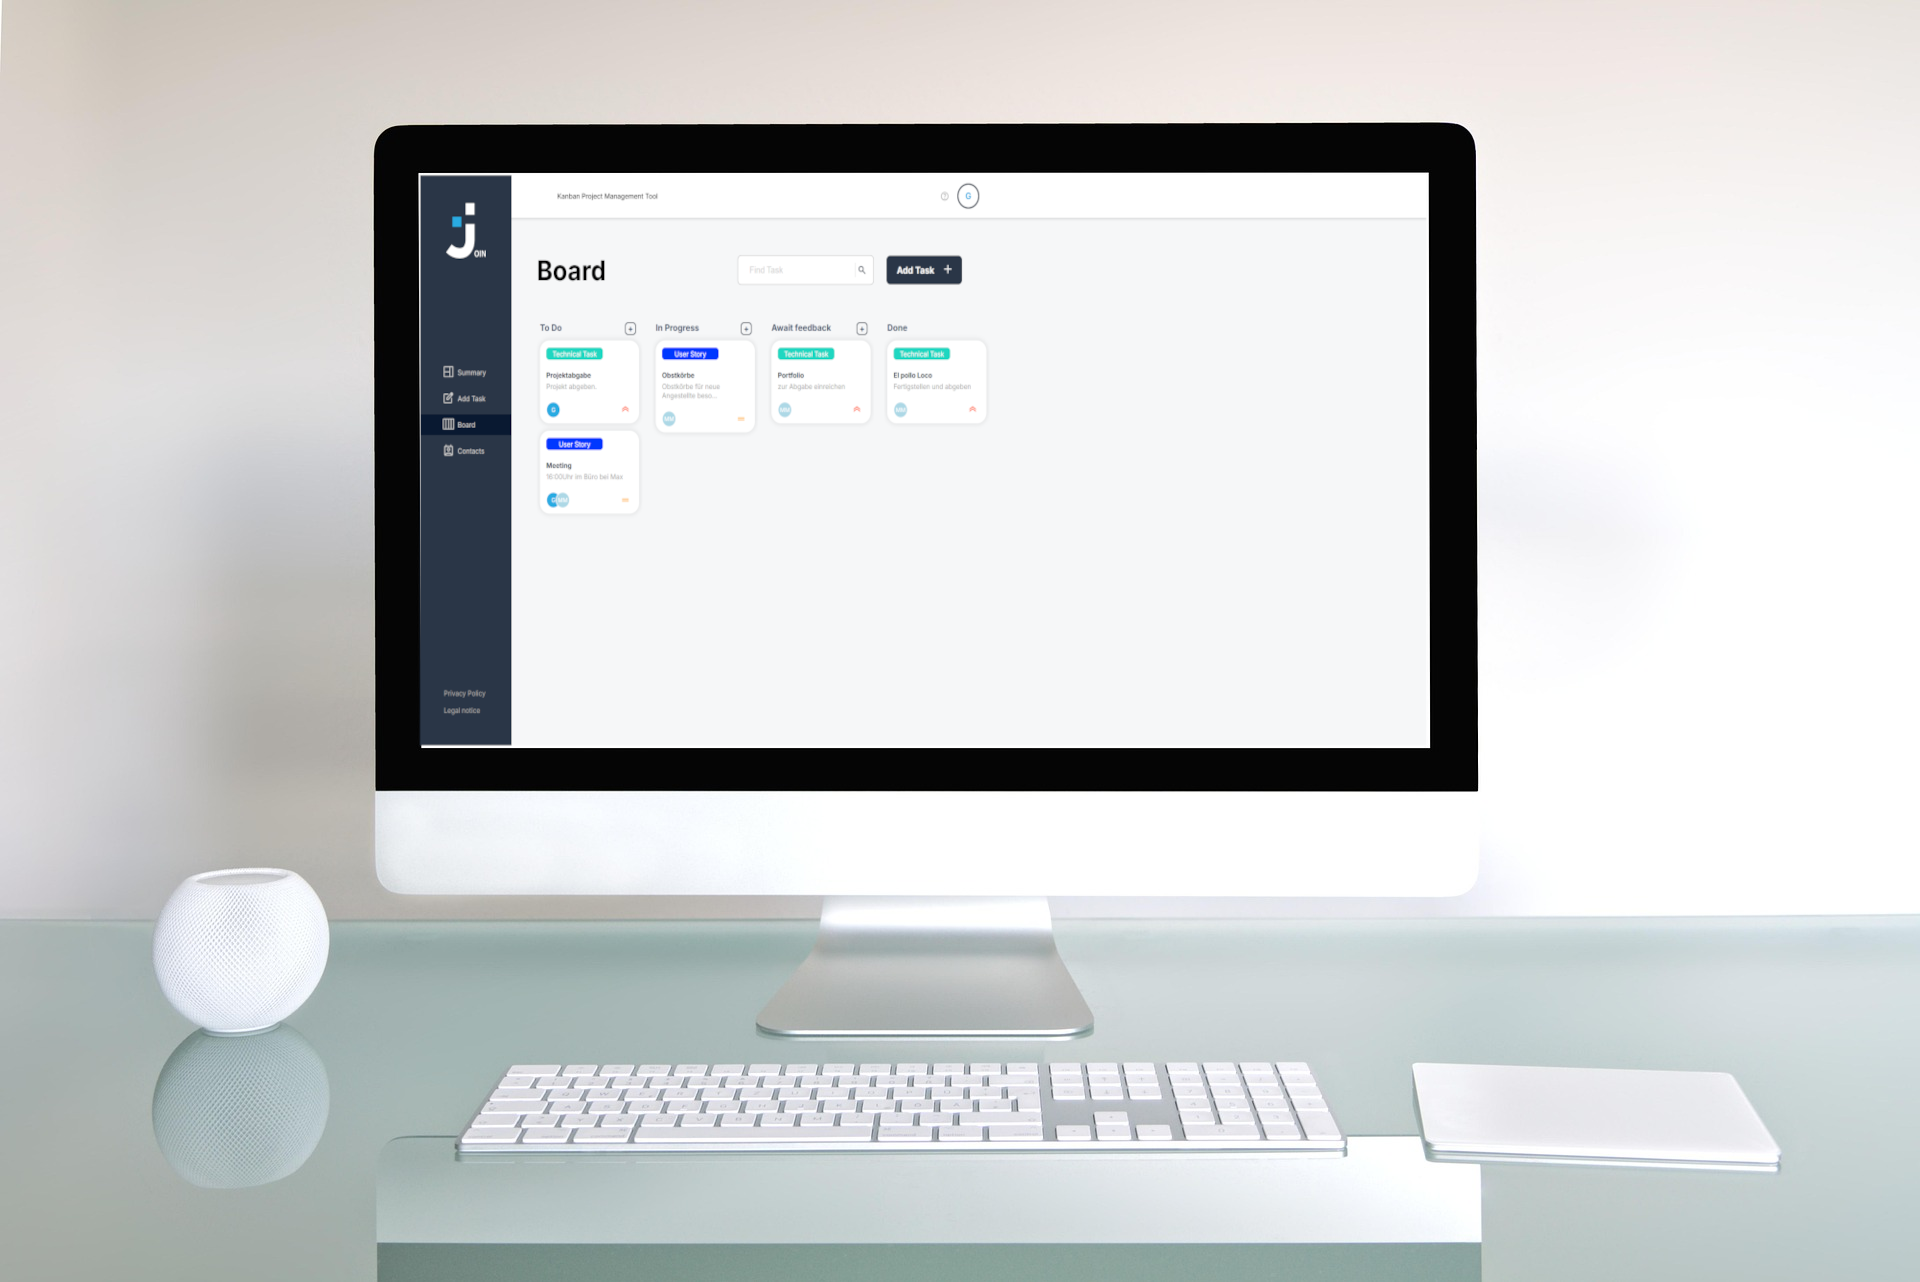 Kanban Project Management Tool
G
JOIN
Board
Find Task
Add Task +
Summary
Add Task
Board
Contacts
Privacy Policy
Legal notice
To Do
Technical Task
Projektabgabe
Projekt abgeben.
G
User Story
Meeting
16:00Uhr im Büro bei Max
G MM
In Progress
User Story
Obstkörbe
Obstkörbe für neue
Angestellte beso...
MM
Await feedback
Technical Task
Portfolio
zur Abgabe einreichen
MM
Done
Technical Task
El pollo Loco
Fertigstellen und abgeben
MM